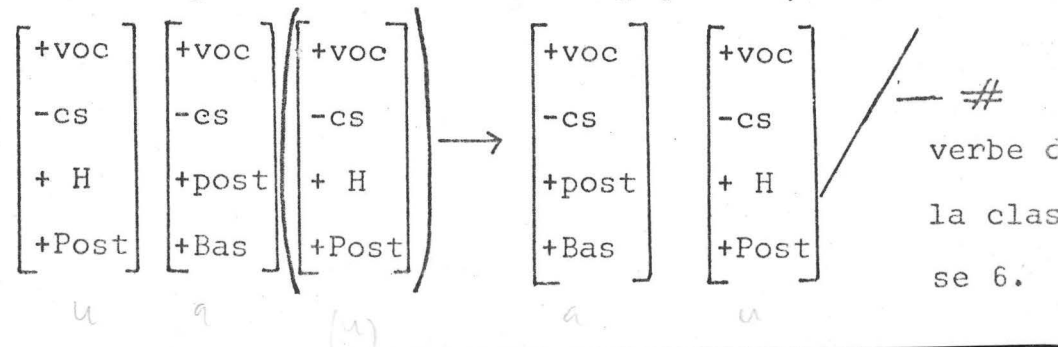 [+voc] [+voc] ([+voc]) [+voc] [+voc]
[-cs] [-cs] ([-cs]) → [-cs] [-cs] / — #
[+ H] [+post] ([+ H]) [+post] [+ H] verbe d
[+Post] [+Bas] ([+Post]) [+Bas] [+Post] la clas
se 6.
u a (u) a u